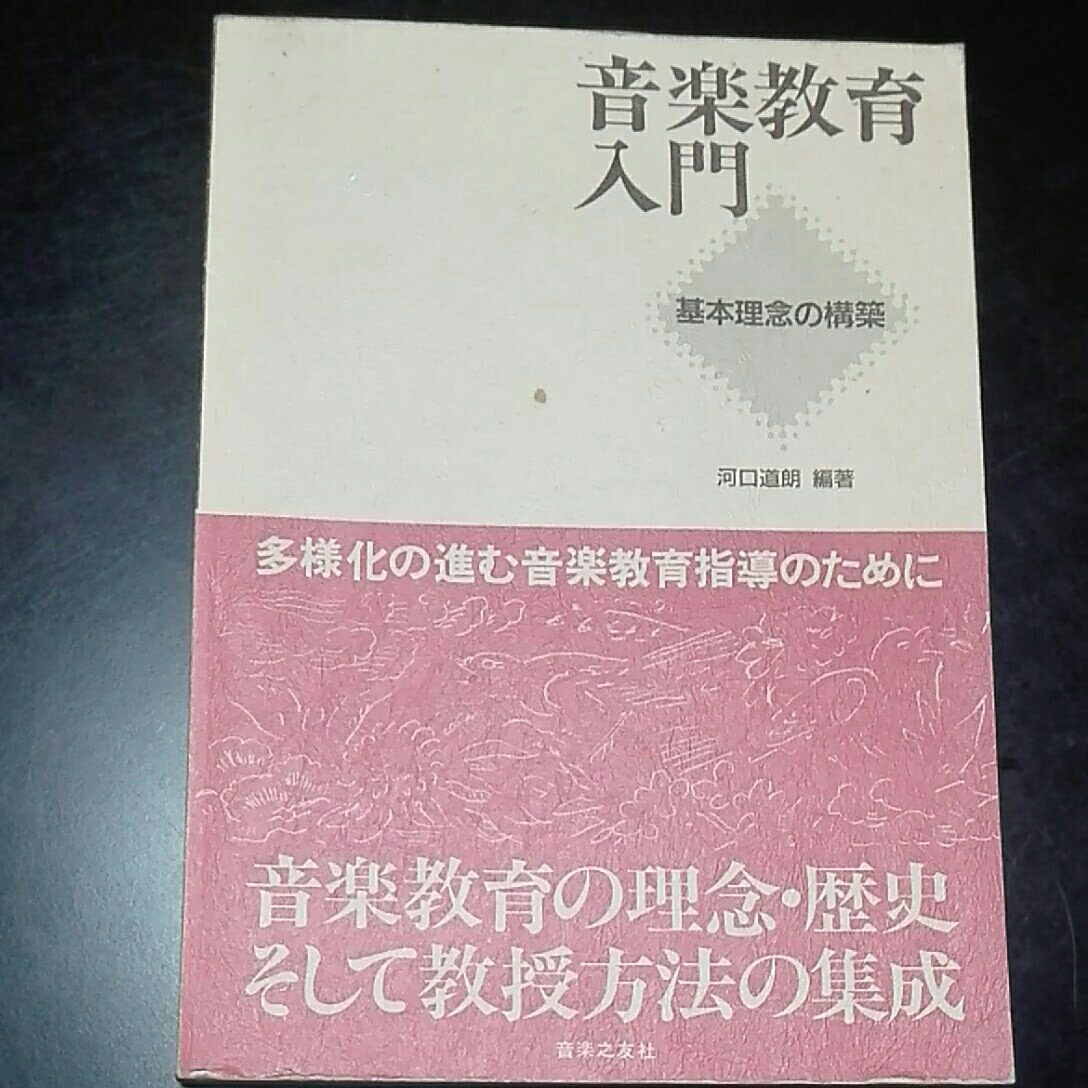 音楽教育
入門
基本理念の構築
河口道朗 編著
多様化の進む音楽教育指導のために
音楽教育の理念・歴史
そして教授方法の集成
音楽之友社